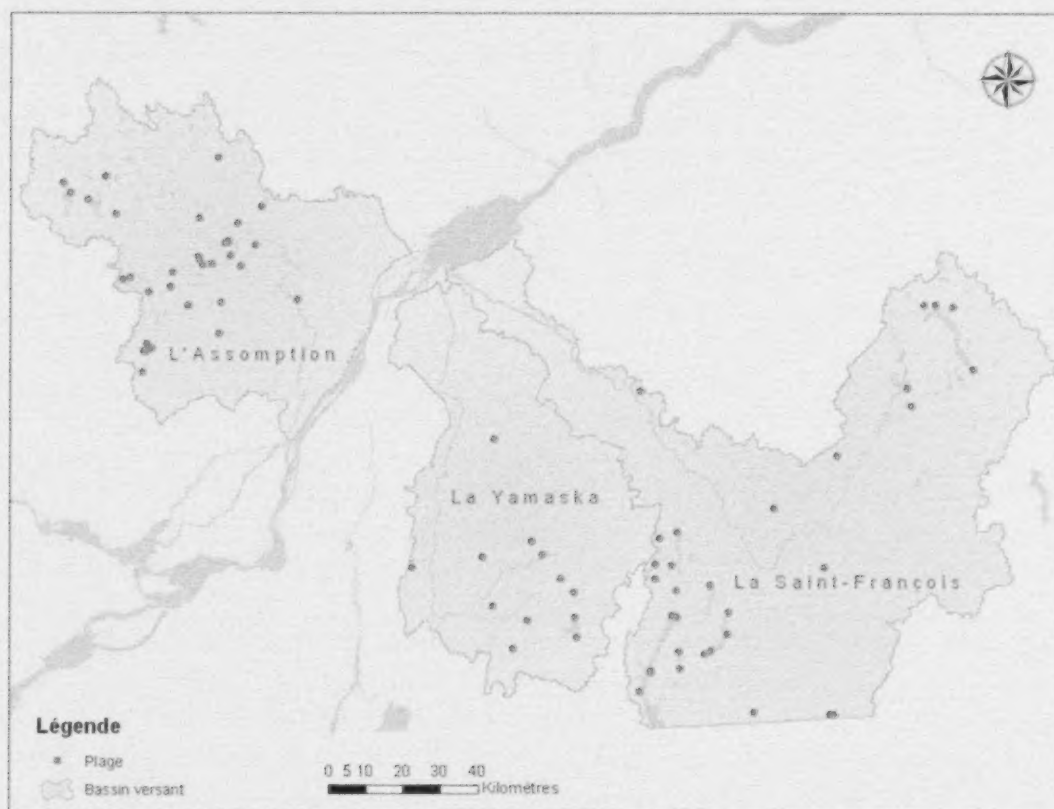 L'Assomption
La Yamaska
La Saint-François
Légende
Plage
Bassin versant
0 5 10 20 30 40
Kilomètres